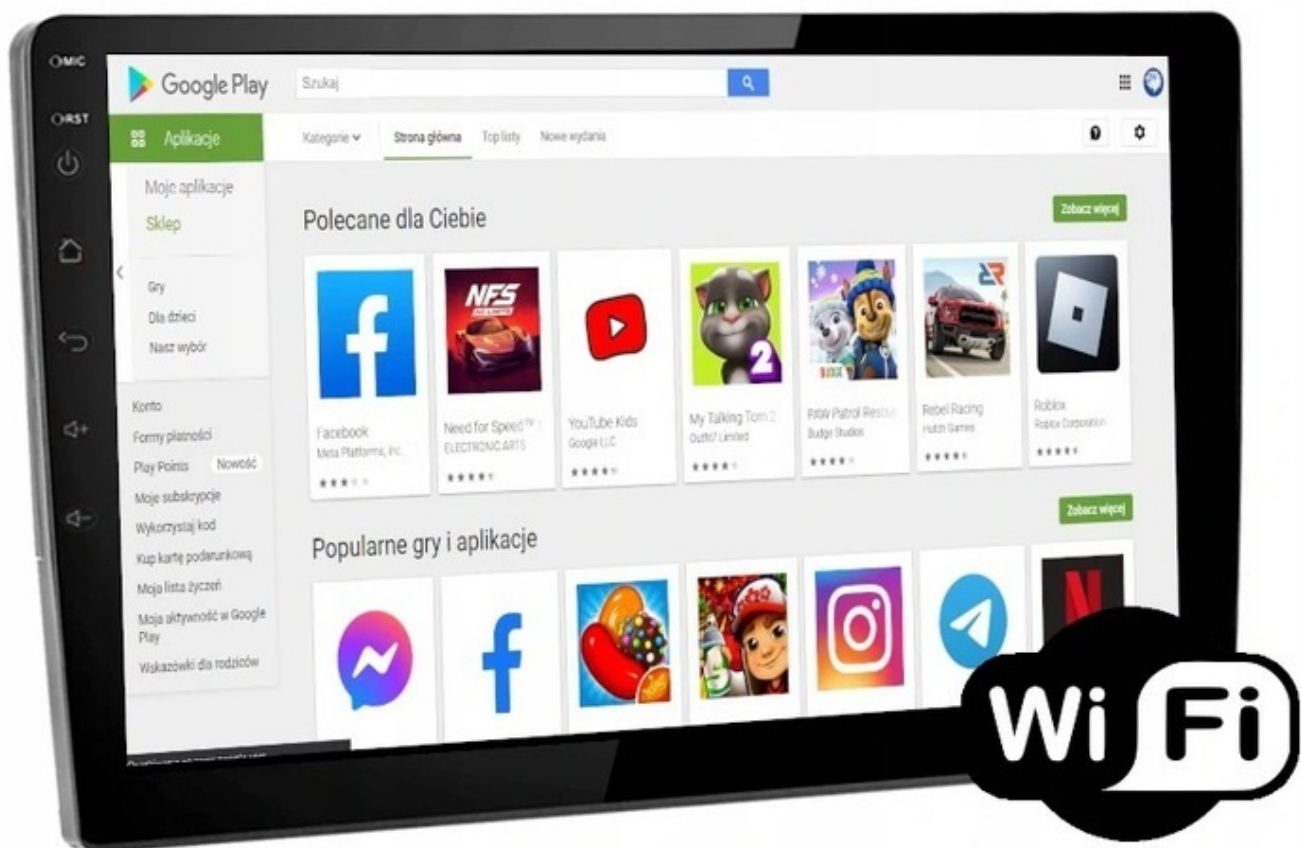 MIC
RST
Google Play
Szukaj
Aplikacje
Kategorie
Strona główna
Top listy
Nowe wydania
Moje aplikacje
Sklep
Gry
Dla dzieci
Nasz wybór
Konto
Formy płatności
Play Points
Nowość
Moje subskrypcje
Wykorzystaj kod
Kup kartę podarunkową
Moja lista życzeń
Moja aktywność w Google
Play
Wskazówki dla rodziców
Polecane dla Ciebie
Zobacz więcej
NFS
2
Facebook
Meta Platforms, Inc.
Need for Speed™
ELECTRONIC ARTS
YouTube Kids
Google LLC
My Talking Tom 2
Outfit7 Limited
PAW Patrol Rescue
Budge Studios
Rebel Racing
Hutch Games
Roblox
Roblox Corporation
Popularne gry i aplikacje
Zobacz więcej
Wi Fi